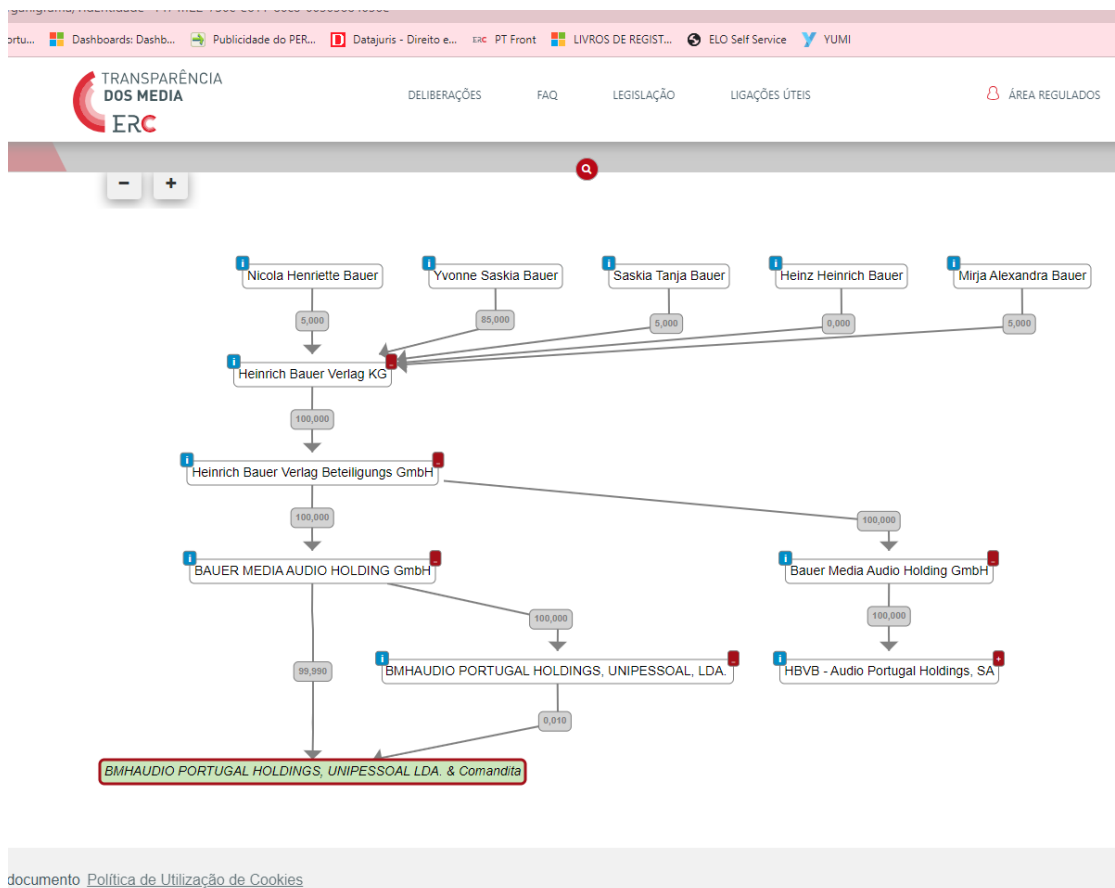 ortu... Dashboards: Dashb... Publicidade do PER... Datajuris - Direito e... ERC PT Front LIVROS DE REGIST... ELO Self Service YUMI
TRANSPARÊNCIA
DOS MEDIA
ERC
DELIBERAÇÕES FAQ LEGISLAÇÃO LIGAÇÕES ÚTEIS ÁREA REGULADOS
− +
Nicola Henriette Bauer Yvonne Saskia Bauer Saskia Tanja Bauer Heinz Heinrich Bauer Mirja Alexandra Bauer
5,000 85,000 5,000 0,000 5,000
Heinrich Bauer Verlag KG
100,000
Heinrich Bauer Verlag Beteiligungs GmbH
100,000 100,000
BAUER MEDIA AUDIO HOLDING GmbH Bauer Media Audio Holding GmbH
100,000 100,000
99,990 BMHAUDIO PORTUGAL HOLDINGS, UNIPESSOAL, LDA. HBVB - Audio Portugal Holdings, SA
0,010
BMHAUDIO PORTUGAL HOLDINGS, UNIPESSOAL LDA. & Comandita
documento Política de Utilização de Cookies